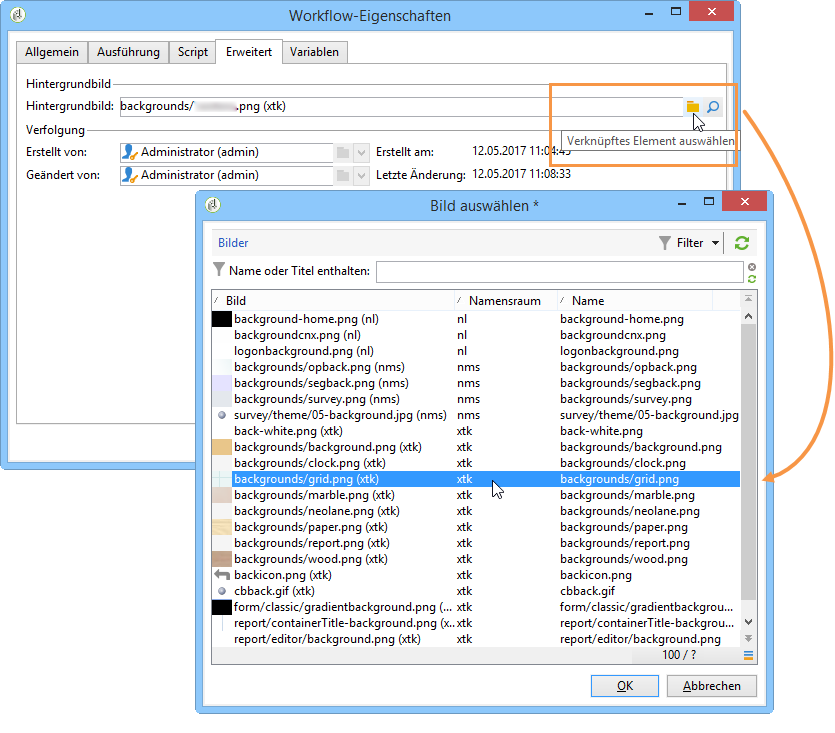 Workflow-Eigenschaften
Allgemein Ausführung Script Erweitert Variablen
Hintergrundbild
Hintergrundbild: backgrounds/ .png (xtk)
Verknüpftes Element auswählen
Verfolgung
Erstellt von: Administrator (admin) Erstellt am: 12.05.2017 11:04:45
Geändert von: Administrator (admin) Letzte Änderung: 12.05.2017 11:08:33
Bild auswählen *
Bilder Filter
Name oder Titel enthalten:
Bild Namensraum Name
background-home.png (nl) nl background-home.png
backgroundcnx.png (nl) nl backgroundcnx.png
logonbackground.png (nl) nl logonbackground.png
backgrounds/opback.png (nms) nms backgrounds/opback.png
backgrounds/segback.png (nms) nms backgrounds/segback.png
backgrounds/survey.png (nms) nms backgrounds/survey.png
survey/theme/05-background.jpg (nms) nms survey/theme/05-background.jpg
back-white.png (xtk) xtk back-white.png
backgrounds/background.png (xtk) xtk backgrounds/background.png
backgrounds/clock.png (xtk) xtk backgrounds/clock.png
backgrounds/grid.png (xtk) xtk backgrounds/grid.png
backgrounds/marble.png (xtk) xtk backgrounds/marble.png
backgrounds/neolane.png (xtk) xtk backgrounds/neolane.png
backgrounds/paper.png (xtk) xtk backgrounds/paper.png
backgrounds/report.png (xtk) xtk backgrounds/report.png
backgrounds/wood.png (xtk) xtk backgrounds/wood.png
backicon.png (xtk) xtk backicon.png
cbback.gif (xtk) xtk cbback.gif
form/classic/gradientbackground.png (... xtk form/classic/gradientbackgrou...
report/containerTitle-background.png (x... xtk report/containerTitle-backgrou...
report/editor/background.png (xtk) xtk report/editor/background.png
100 / ?
OK Abbrechen